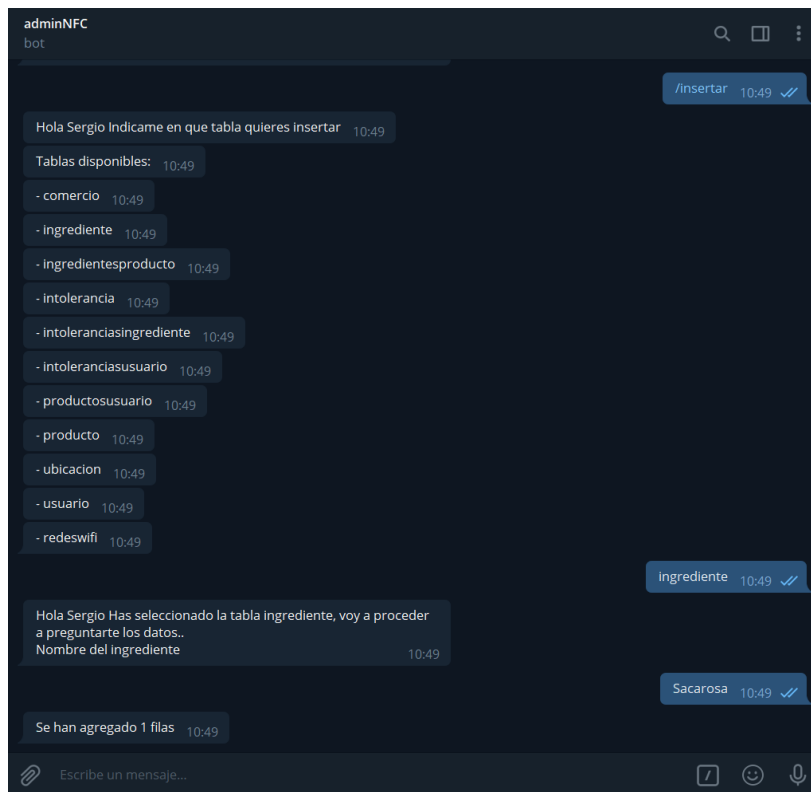 adminNFC
bot
/insertar 10:49
Hola Sergio Indicame en que tabla quieres insertar 10:49
Tablas disponibles: 10:49
- comercio 10:49
- ingrediente 10:49
- ingredientesproducto 10:49
- intolerancia 10:49
- intoleranciasingrediente 10:49
- intoleranciasusuario 10:49
- productosusuario 10:49
- producto 10:49
- ubicacion 10:49
- usuario 10:49
- redeswifi 10:49
ingrediente 10:49
Hola Sergio Has seleccionado la tabla ingrediente, voy a proceder
a preguntarte los datos..
Nombre del ingrediente 10:49
Sacarosa 10:49
Se han agregado 1 filas 10:49
Escribe un mensaje...